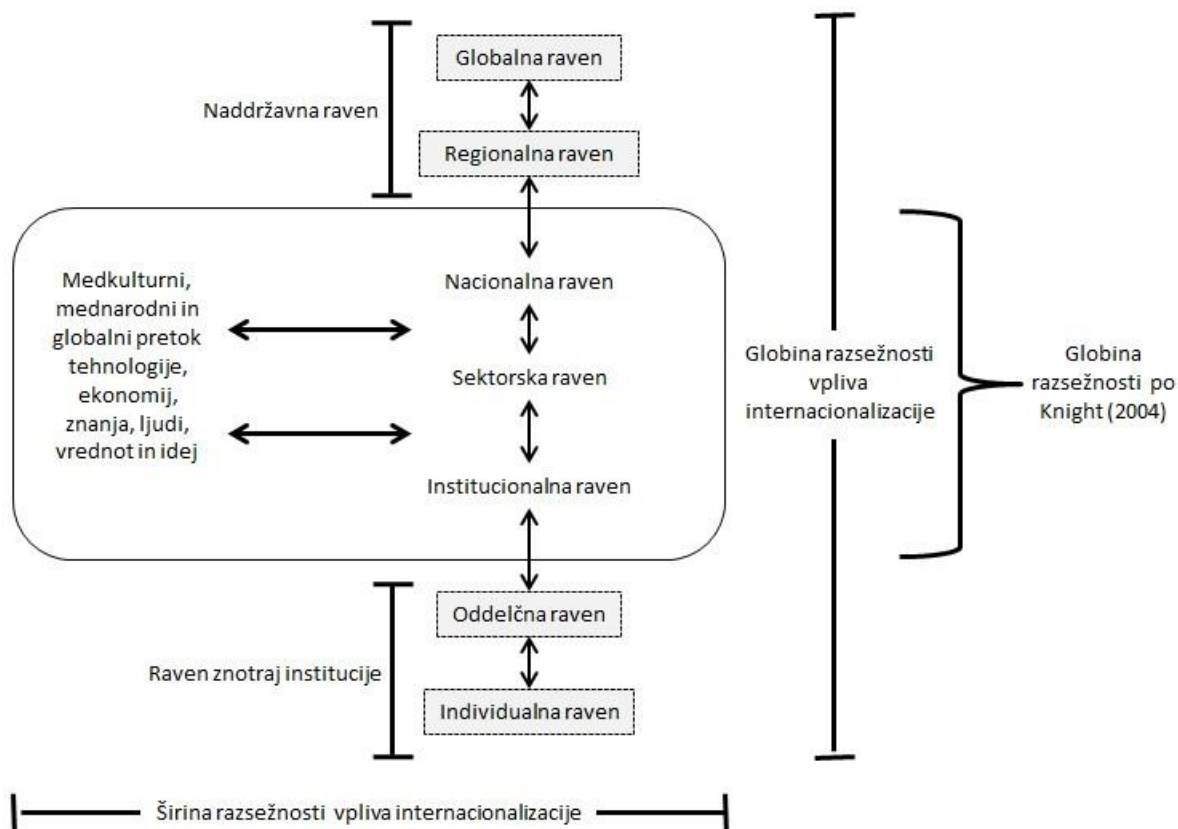 Globalna raven
Naddržavna raven
Regionalna raven
Medkulturni,
mednarodni in
globalni pretok
tehnologije,
ekonomij,
znanja, ljudi,
vrednot in idej
Nacionalna raven
Sektorska raven
Institucionalna raven
Globina razsežnosti
vpliva
internacionalizacije
Globina
razsežnosti po
Knight (2004)
Oddelčna raven
Raven znotraj institucije
Individualna raven
Širina razsežnosti vpliva internacionalizacije